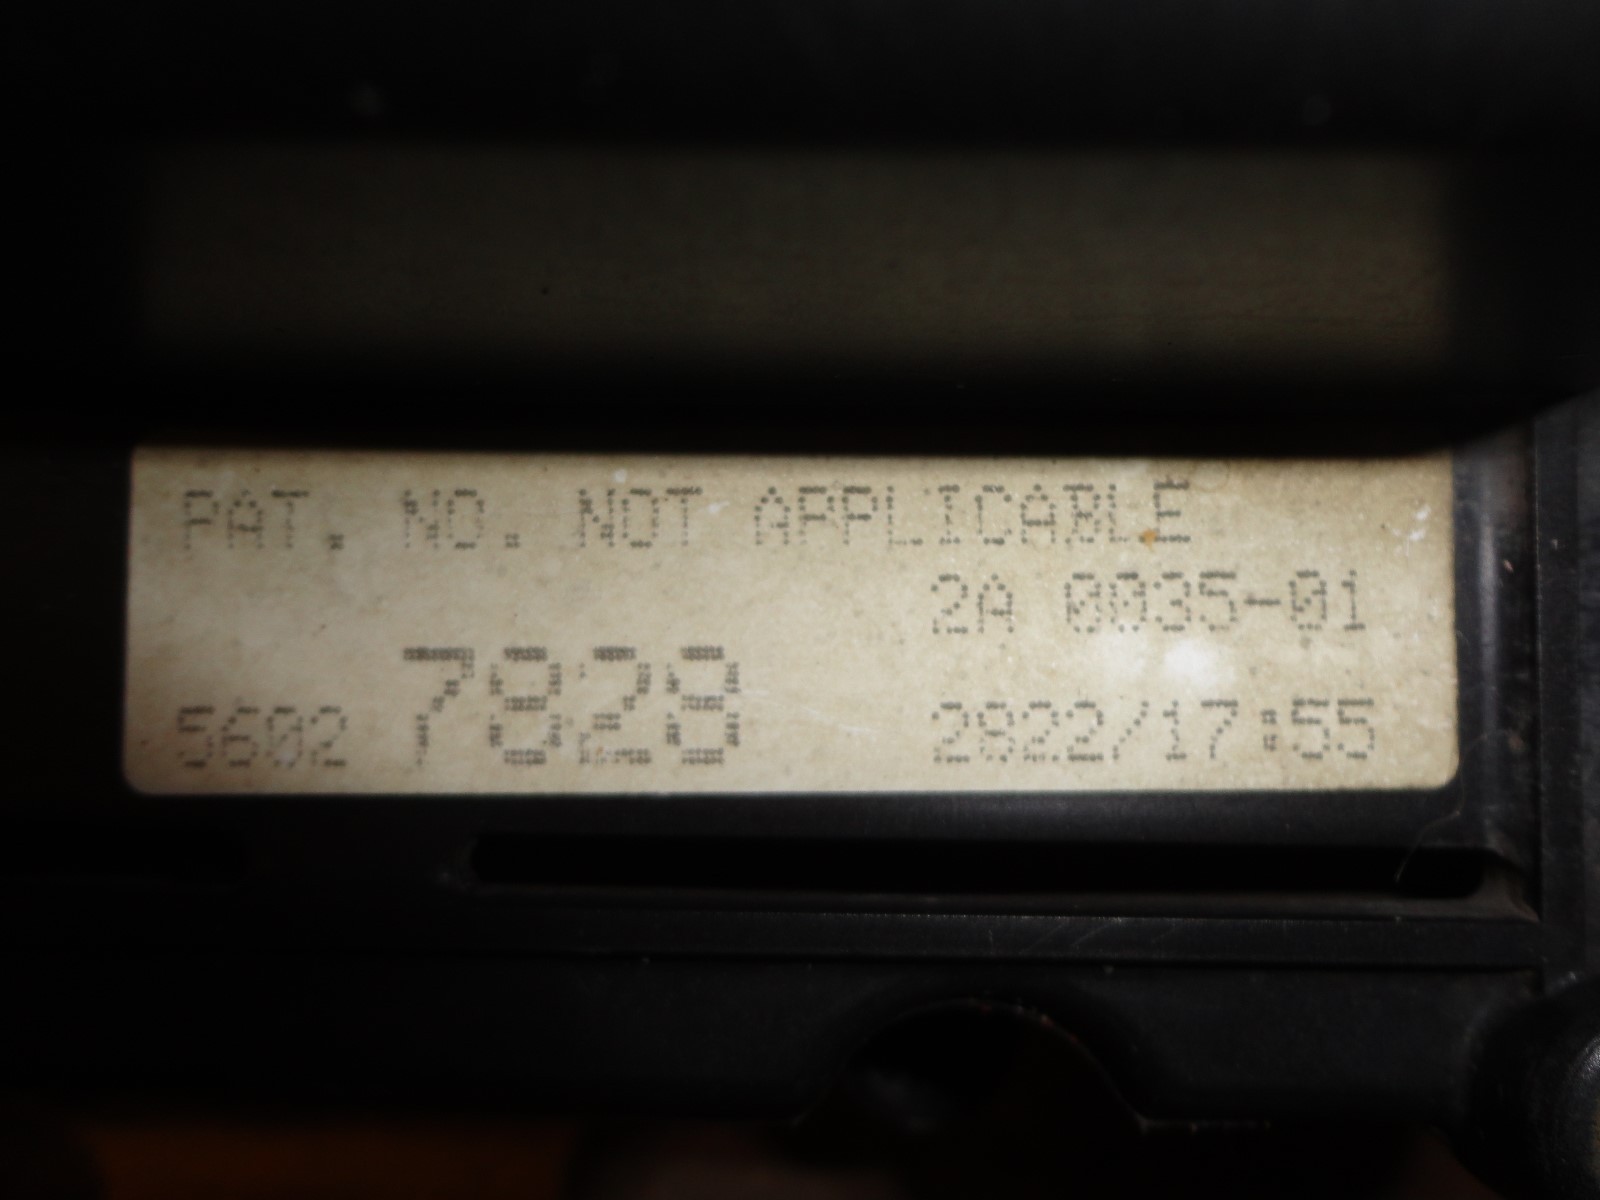 PAT. NO. NOT APPLICABLE
2A 0035-01
5602 7828 2822/17:55